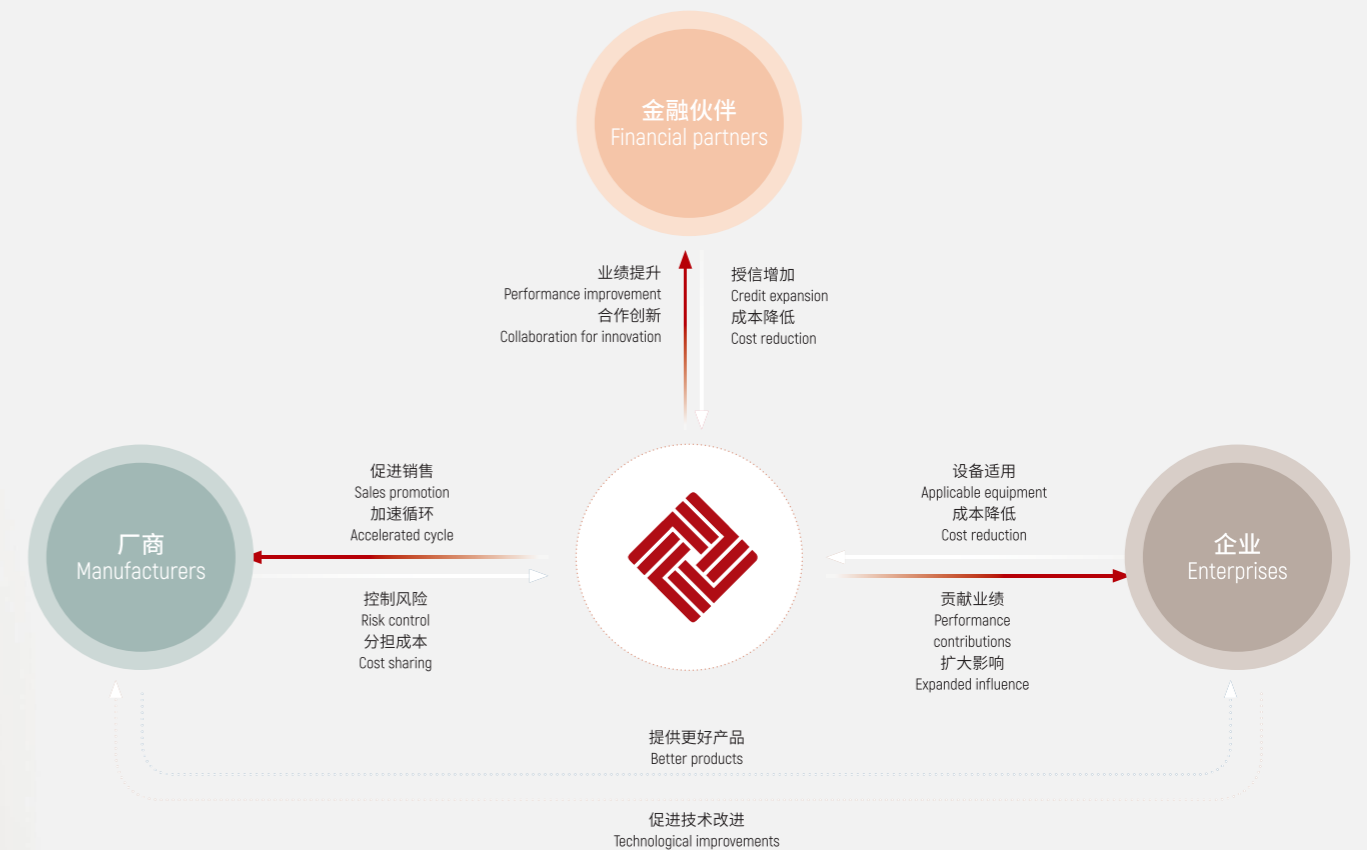 金融伙伴
Financial partners
业绩提升
Performance improvement
合作创新
Collaboration for innovation
授信增加
Credit expansion
成本降低
Cost reduction
厂商
Manufacturers
促进销售
Sales promotion
加速循环
Accelerated cycle
控制风险
Risk control
分担成本
Cost sharing
设备适用
Applicable equipment
成本降低
Cost reduction
贡献业绩
Performance
contributions
扩大影响
Expanded influence
企业
Enterprises
提供更好产品
Better products
促进技术改进
Technological improvements